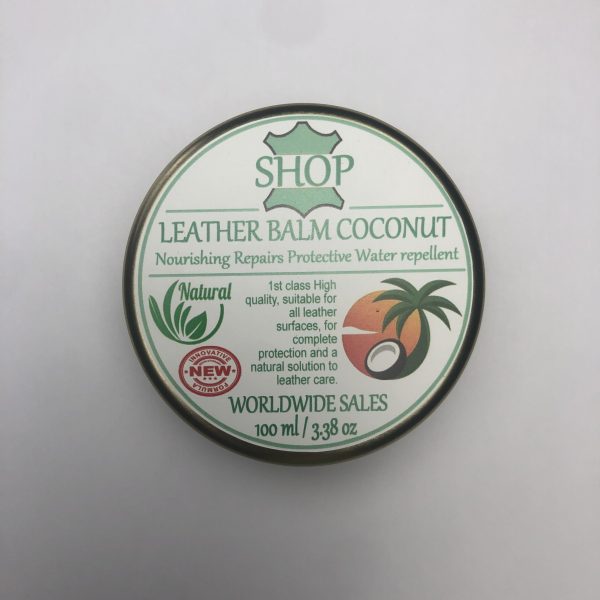 SHOP
LEATHER BALM COCONUT
Nourishing Repairs Protective Water repellent
Natural
INNOVATIVE
NEW
FORMULA
1st class High
quality, suitable for
all leather
surfaces, for
complete
protection and a
natural solution to
leather care.
WORLDWIDE SALES
100 ml / 3.38 oz